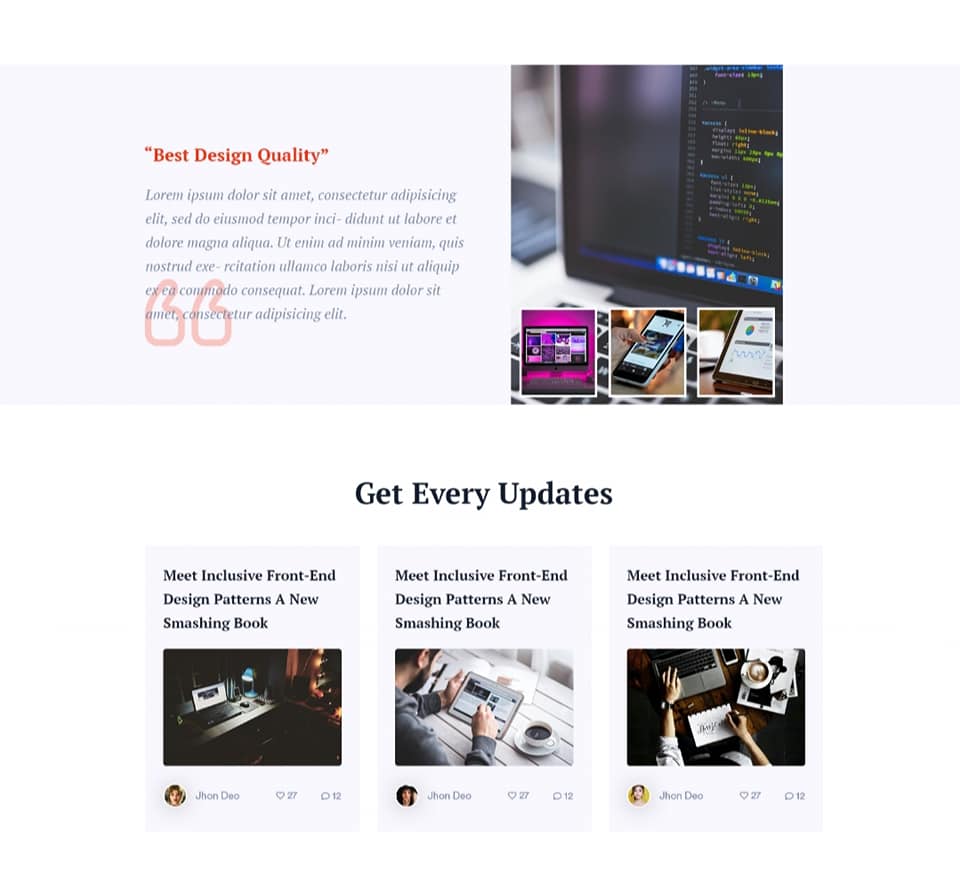 “Best Design Quality”
Lorem ipsum dolor sit amet, consectetur adipisicing
elit, sed do eiusmod tempor inci- didunt ut labore et
dolore magna aliqua. Ut enim ad minim veniam, quis
nostrud exe- rcitation ullamco laboris nisi ut aliquip
ex ea commodo consequat. Lorem ipsum dolor sit
amet, consectetur adipisicing elit.
Get Every Updates
Meet Inclusive Front-End
Design Patterns A New
Smashing Book
Jhon Deo 27 12
Meet Inclusive Front-End
Design Patterns A New
Smashing Book
Jhon Deo 27 12
Meet Inclusive Front-End
Design Patterns A New
Smashing Book
Jhon Deo 27 12